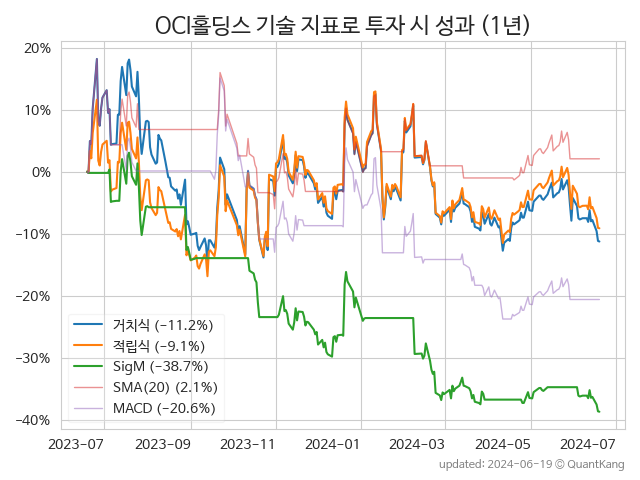 OCI홀딩스 기술 지표로 투자 시 성과 (1년)
20%
10%
0%
−10%
−20%
−30%
−40%
거치식 (−11.2%)
적립식 (−9.1%)
SigM (−38.7%)
SMA(20) (2.1%)
MACD (−20.6%)
2023−07 2023−09 2023−11 2024−01 2024−03 2024−05 2024−07
updated: 2024-06-19 ⓒ QuantKang